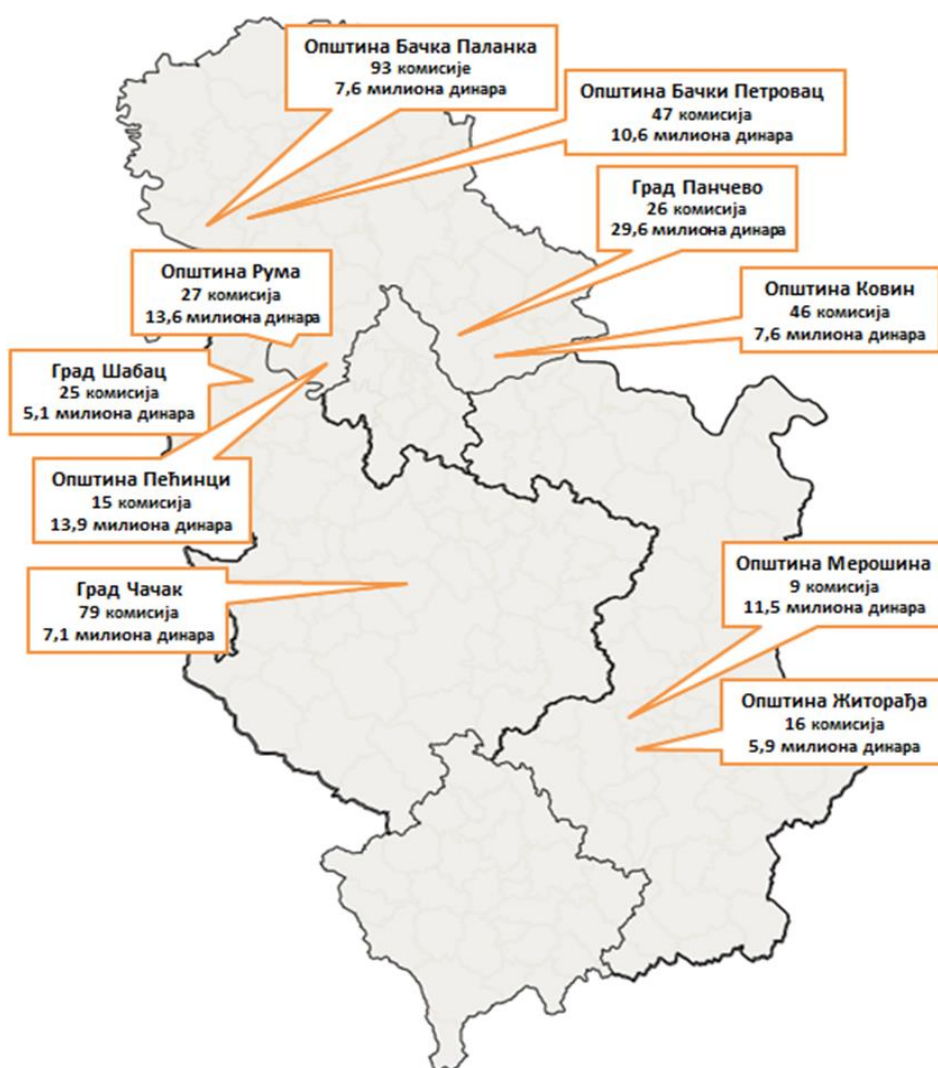 Општина Бачка Паланка
93 комисије
7,6 милиона динара
Општина Бачки Петровац
47 комисија
10,6 милиона динара
Град Панчево
26 комисија
29,6 милиона динара
Општина Рума
27 комисија
13,6 милиона динара
Општина Ковин
46 комисија
7,6 милиона динара
Град Шабац
25 комисија
5,1 милиона динара
Општина Пећинци
15 комисија
13,9 милиона динара
Општина Мерошина
9 комисија
11,5 милиона динара
Град Чачак
79 комисија
7,1 милиона динара
Општина Житорађа
16 комисија
5,9 милиона динара